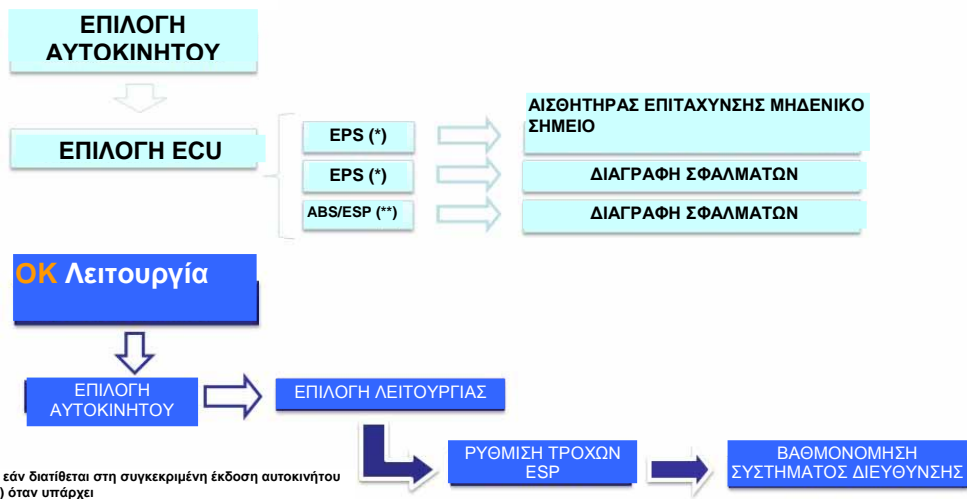 ΕΠΙΛΟΓΗ
ΑΥΤΟΚΙΝΗΤΟΥ
ΕΠΙΛΟΓΗ ECU
EPS (*)
ΑΙΣΘΗΤΗΡΑΣ ΕΠΙΤΑΧΥΝΣΗΣ ΜΗΔΕΝΙΚΟ
ΣΗΜΕΙΟ
EPS (*)
ΔΙΑΓΡΑΦΗ ΣΦΑΛΜΑΤΩΝ
ABS/ESP (**)
ΔΙΑΓΡΑΦΗ ΣΦΑΛΜΑΤΩΝ
OK Λειτουργία
ΕΠΙΛΟΓΗ
ΑΥΤΟΚΙΝΗΤΟΥ
ΕΠΙΛΟΓΗ ΛΕΙΤΟΥΡΓΙΑΣ
ΡΥΘΜΙΣΗ ΤΡΟΧΩΝ
ESP
ΒΑΘΜΟΝΟΜΗΣΗ
ΣΥΣΤΗΜΑΤΟΣ ΔΙΕΥΘΥΝΣΗΣ
εάν διατίθεται στη συγκεκριμένη έκδοση αυτοκινήτου
) όταν υπάρχει